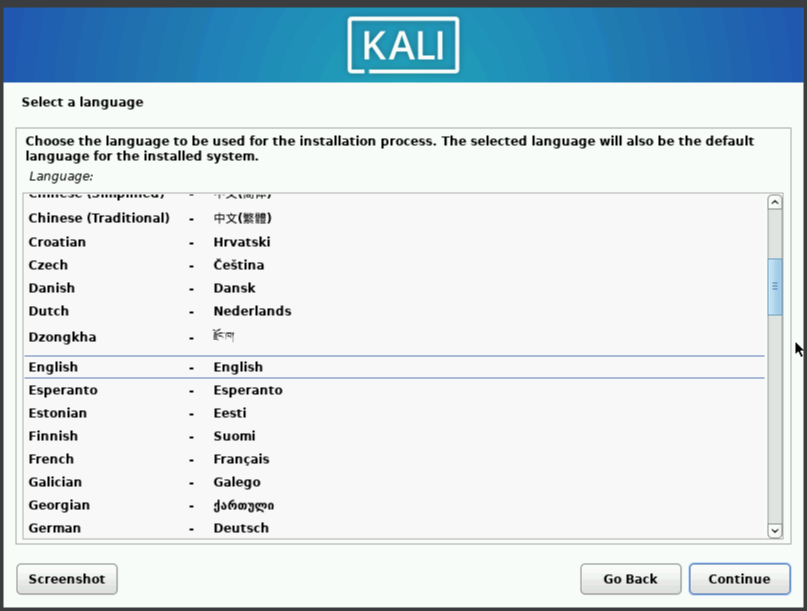 KALI
Select a language
Choose the language to be used for the installation process. The selected language will also be the default
language for the installed system.
Language:
Chinese (Simplified) - 中文(简体)
Chinese (Traditional) - 中文(繁體)
Croatian - Hrvatski
Czech - Čeština
Danish - Dansk
Dutch - Nederlands
Dzongkha - རྫོང་ཁ།
English - English
Esperanto - Esperanto
Estonian - Eesti
Finnish - Suomi
French - Français
Galician - Galego
Georgian - ქართული
German - Deutsch
Screenshot Go Back Continue